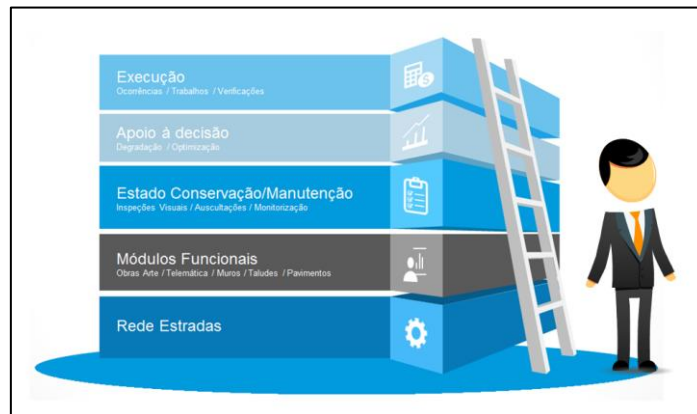 Execução
Ocorrências / Trabalhos / Verificações
Apoio à decisão
Degradação / Optimização
Estado Conservação/Manutenção
Inspeções Visuais / Auscultações / Monitorização
Módulos Funcionais
Obras Arte / Telemática / Muros / Taludes / Pavimentos
Rede Estradas